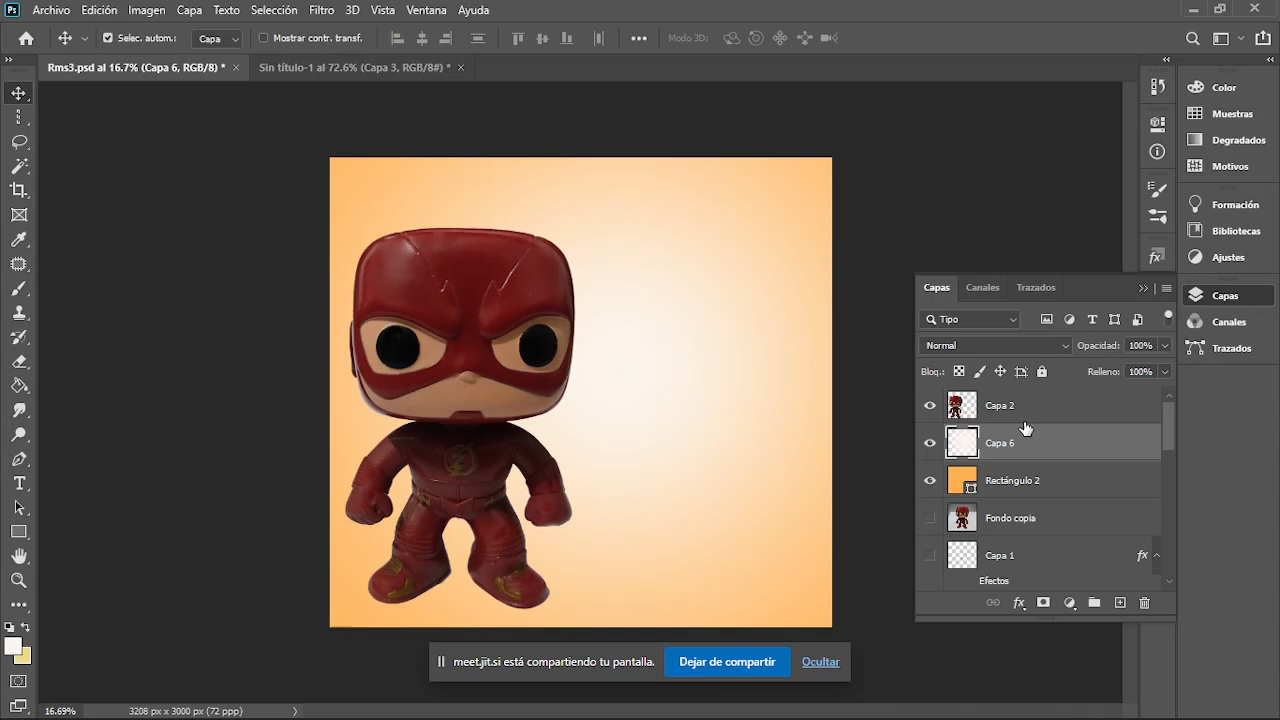 Ps Archivo Edición Imagen Capa Texto Selección Filtro 3D Vista Ventana Ayuda
Selec. autom.: Capa Mostrar contr. transf. Modo 3D:
Rms3.psd al 16.7% (Capa 6, RGB/8) * × Sin título-1 al 72.6% (Capa 3, RGB/8#) * ×
Color
Muestras
Degradados
Motivos
Formación
Bibliotecas
Ajustes
Capas
Canales
Trazados
Capas Canales Trazados
Tipo
Normal Opacidad: 100%
Bloq.: Relleno: 100%
Capa 2
Capa 6
Rectángulo 2
Fondo copia
Capa 1 fx
Efectos
fx
meet.jit.si está compartiendo tu pantalla. Dejar de compartir Ocultar
16.69% 3208 px x 3000 px (72 ppp)